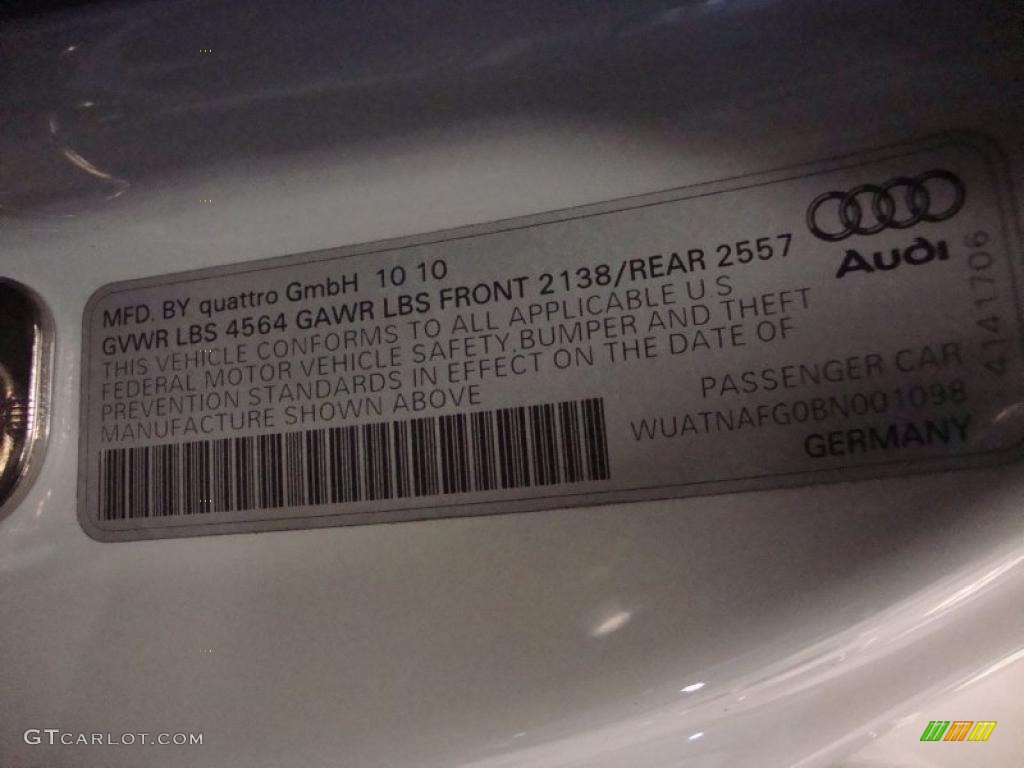 MFD. BY quattro GmbH 10 10
GVWR LBS 4564 GAWR LBS FRONT 2138/REAR 2557
THIS VEHICLE CONFORMS TO ALL APPLICABLE U S
FEDERAL MOTOR VEHICLE SAFETY, BUMPER AND THEFT
PREVENTION STANDARDS IN EFFECT ON THE DATE OF
MANUFACTURE SHOWN ABOVE
Audi
4141706
PASSENGER CAR
WUATNAFG0BN001098
GERMANY
GTCARLOT.COM